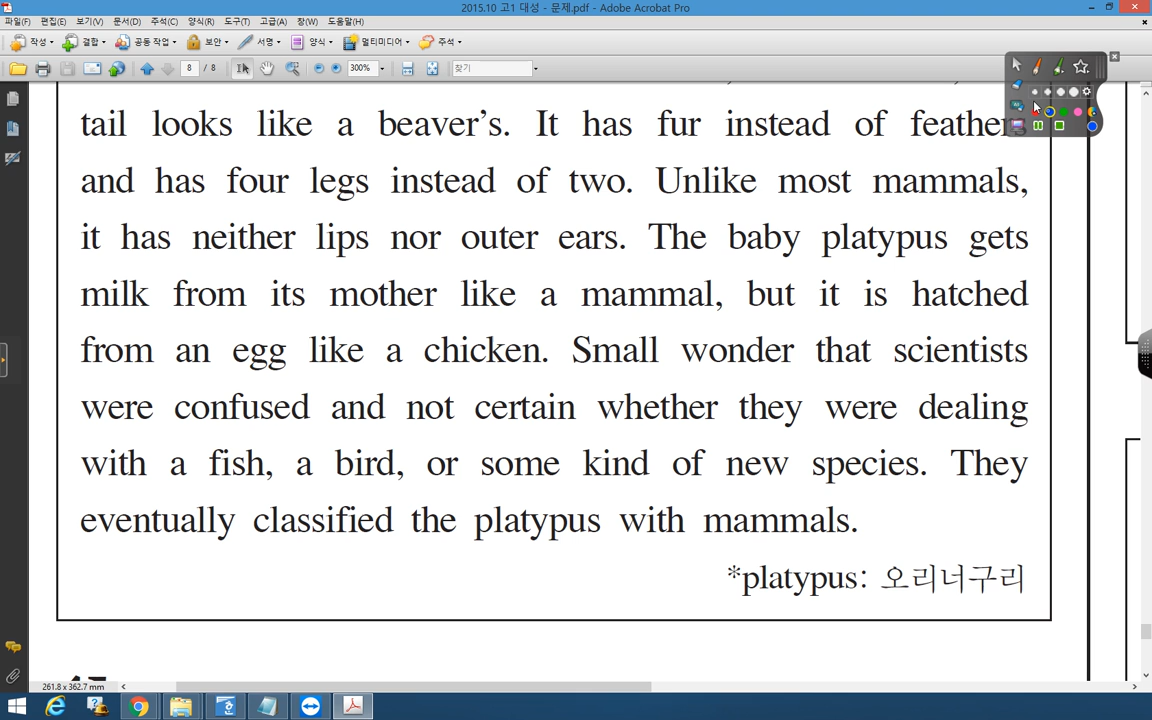 2015.10 고1 대성 - 문제.pdf - Adobe Acrobat Pro
파일(F) 편집(E) 보기(V) 문서(D) 주석(C) 양식(R) 도구(T) 고급(A) 창(W) 도움말(H)
작성 결합 공동 작업 보안 서명 양식 멀티미디어 주석
8 / 8 300% 찾기
tail looks like a beaver's. It has fur instead of feathers
and has four legs instead of two. Unlike most mammals,
it has neither lips nor outer ears. The baby platypus gets
milk from its mother like a mammal, but it is hatched
from an egg like a chicken. Small wonder that scientists
were confused and not certain whether they were dealing
with a fish, a bird, or some kind of new species. They
eventually classified the platypus with mammals.
*platypus: 오리너구리
261.8 x 362.7 mm